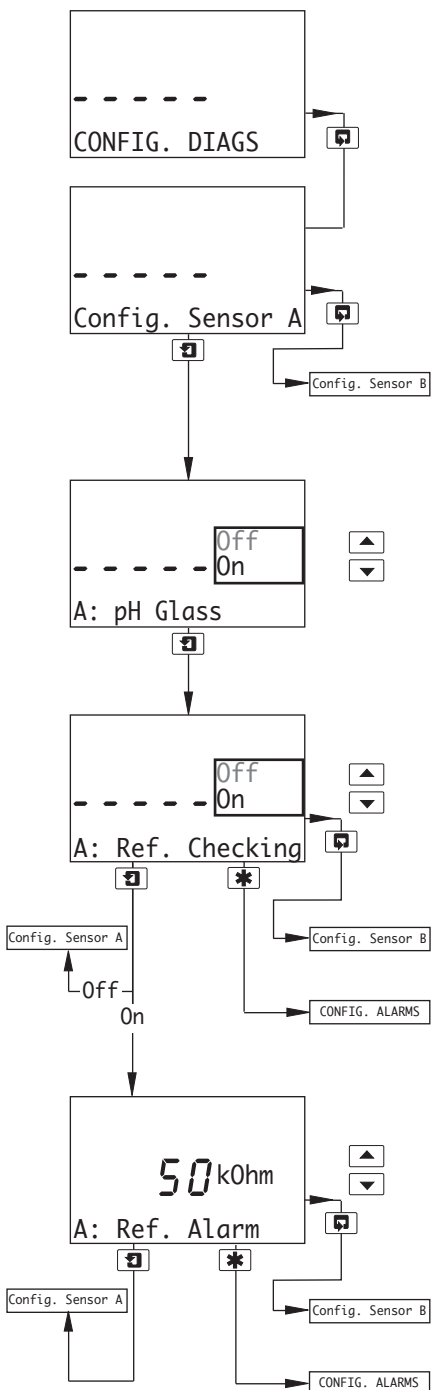 - - - - -
CONFIG. DIAGS
- - - - -
Config. Sensor A
Config. Sensor B
Off
- - - - - On
A: pH Glass
Off
- - - - - On
A: Ref. Checking
Config. Sensor A
Config. Sensor B
Off
On
CONFIG. ALARMS
50 kOhm
A: Ref. Alarm
Config. Sensor A
Config. Sensor B
CONFIG. ALARMS